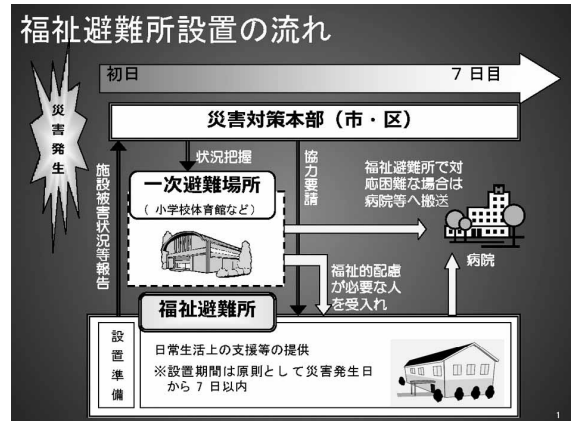 福祉避難所設置の流れ
初日
7日目
災害発生
災害対策本部（市・区）
施設被害状況等報告
状況把握
協力要請
福祉避難所で対
応困難な場合は
病院等へ搬送
一次避難場所
（ 小学校体育館など）
病院
福祉的配慮
が必要な人
を受入れ
福祉避難所
設置準備
日常生活上の支援等の提供
※設置期間は原則として災害発生日
から 7 日以内
1